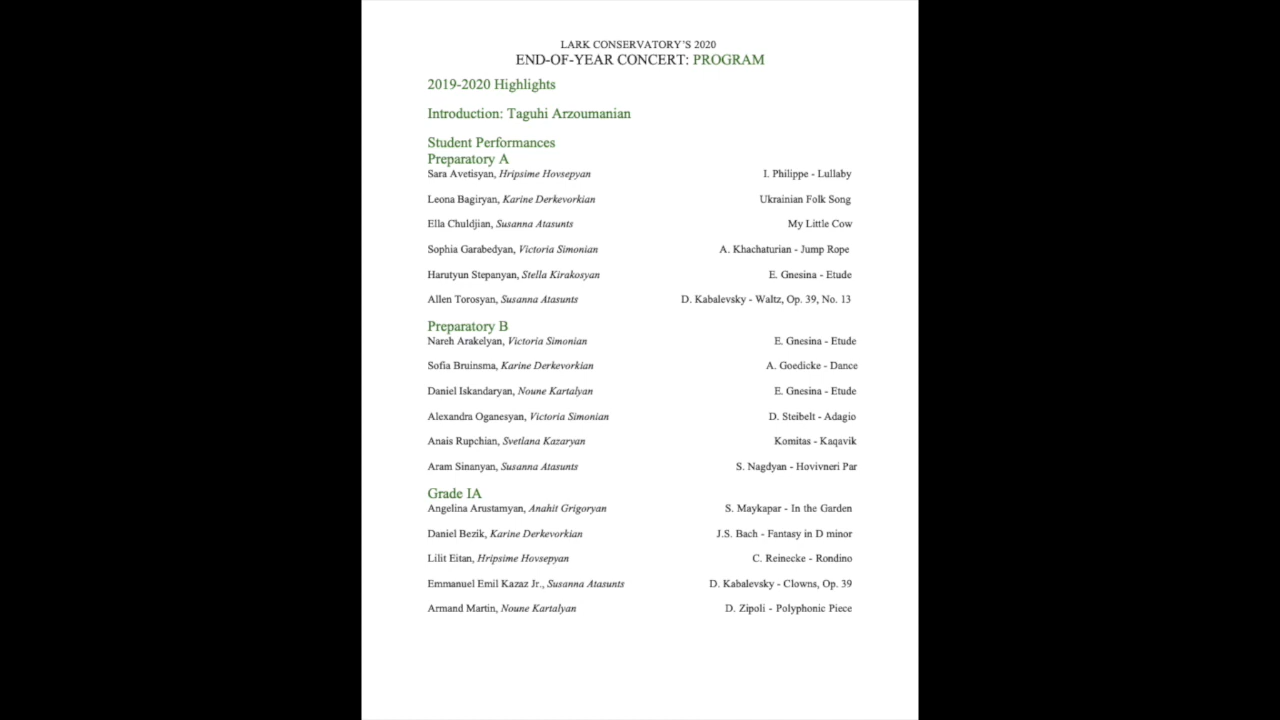 LARK CONSERVATORY'S 2020
END-OF-YEAR CONCERT: PROGRAM
2019-2020 Highlights
Introduction: Taguhi Arzoumanian
Student Performances
Preparatory A
Sara Avetisyan, Hripsime Hovsepyan I. Philippe - Lullaby
Leona Bagiryan, Karine Derkevorkian Ukrainian Folk Song
Ella Chuldjian, Susanna Atasunts My Little Cow
Sophia Garabedyan, Victoria Simonian A. Khachaturian - Jump Rope
Harutyun Stepanyan, Stella Kirakosyan E. Gnesina - Etude
Allen Torosyan, Susanna Atasunts D. Kabalevsky - Waltz, Op. 39, No. 13
Preparatory B
Nareh Arakelyan, Victoria Simonian E. Gnesina - Etude
Sofia Bruinsma, Karine Derkevorkian A. Goedicke - Dance
Daniel Iskandaryan, Noune Kartalyan E. Gnesina - Etude
Alexandra Oganesyan, Victoria Simonian D. Steibelt - Adagio
Anais Rupchian, Svetlana Kazaryan Komitas - Kaqavik
Aram Sinanyan, Susanna Atasunts S. Nagdyan - Hovivneri Par
Grade IA
Angelina Arustamyan, Anahit Grigoryan S. Maykapar - In the Garden
Daniel Bezik, Karine Derkevorkian J.S. Bach - Fantasy in D minor
Lilit Eitan, Hripsime Hovsepyan C. Reinecke - Rondino
Emmanuel Emil Kazaz Jr., Susanna Atasunts D. Kabalevsky - Clowns, Op. 39
Armand Martin, Noune Kartalyan D. Zipoli - Polyphonic Piece